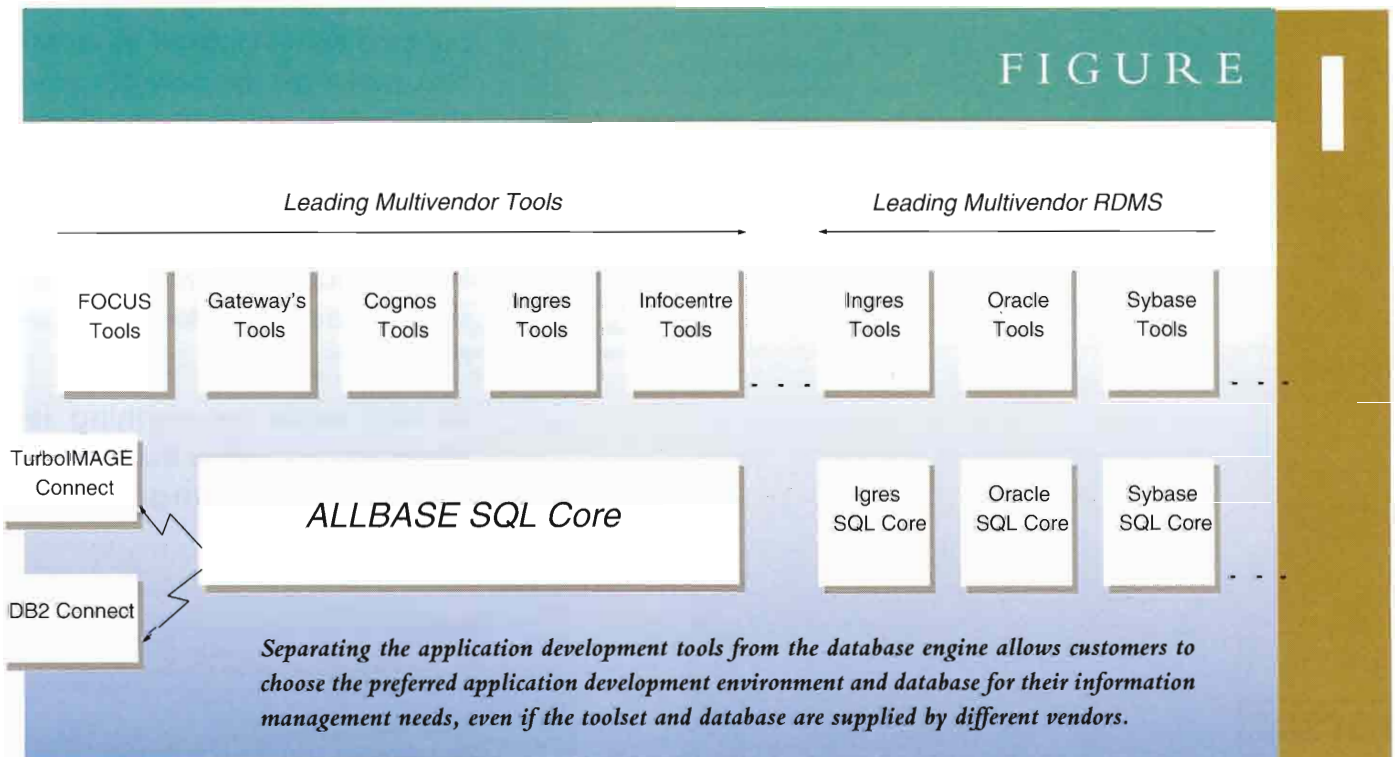 FIGURE 1
Leading Multivendor Tools
Leading Multivendor RDMS
FOCUS
Tools
Gateway's
Tools
Cognos
Tools
Ingres
Tools
Infocentre
Tools
. . .
Ingres
Tools
Oracle
Tools
Sybase
Tools
. . .
TurboIMAGE
Connect
ALLBASE SQL Core
Igres
SQL Core
Oracle
SQL Core
Sybase
SQL Core
. . .
DB2 Connect
Separating the application development tools from the database engine allows customers to
choose the preferred application development environment and database for their information
management needs, even if the toolset and database are supplied by different vendors.